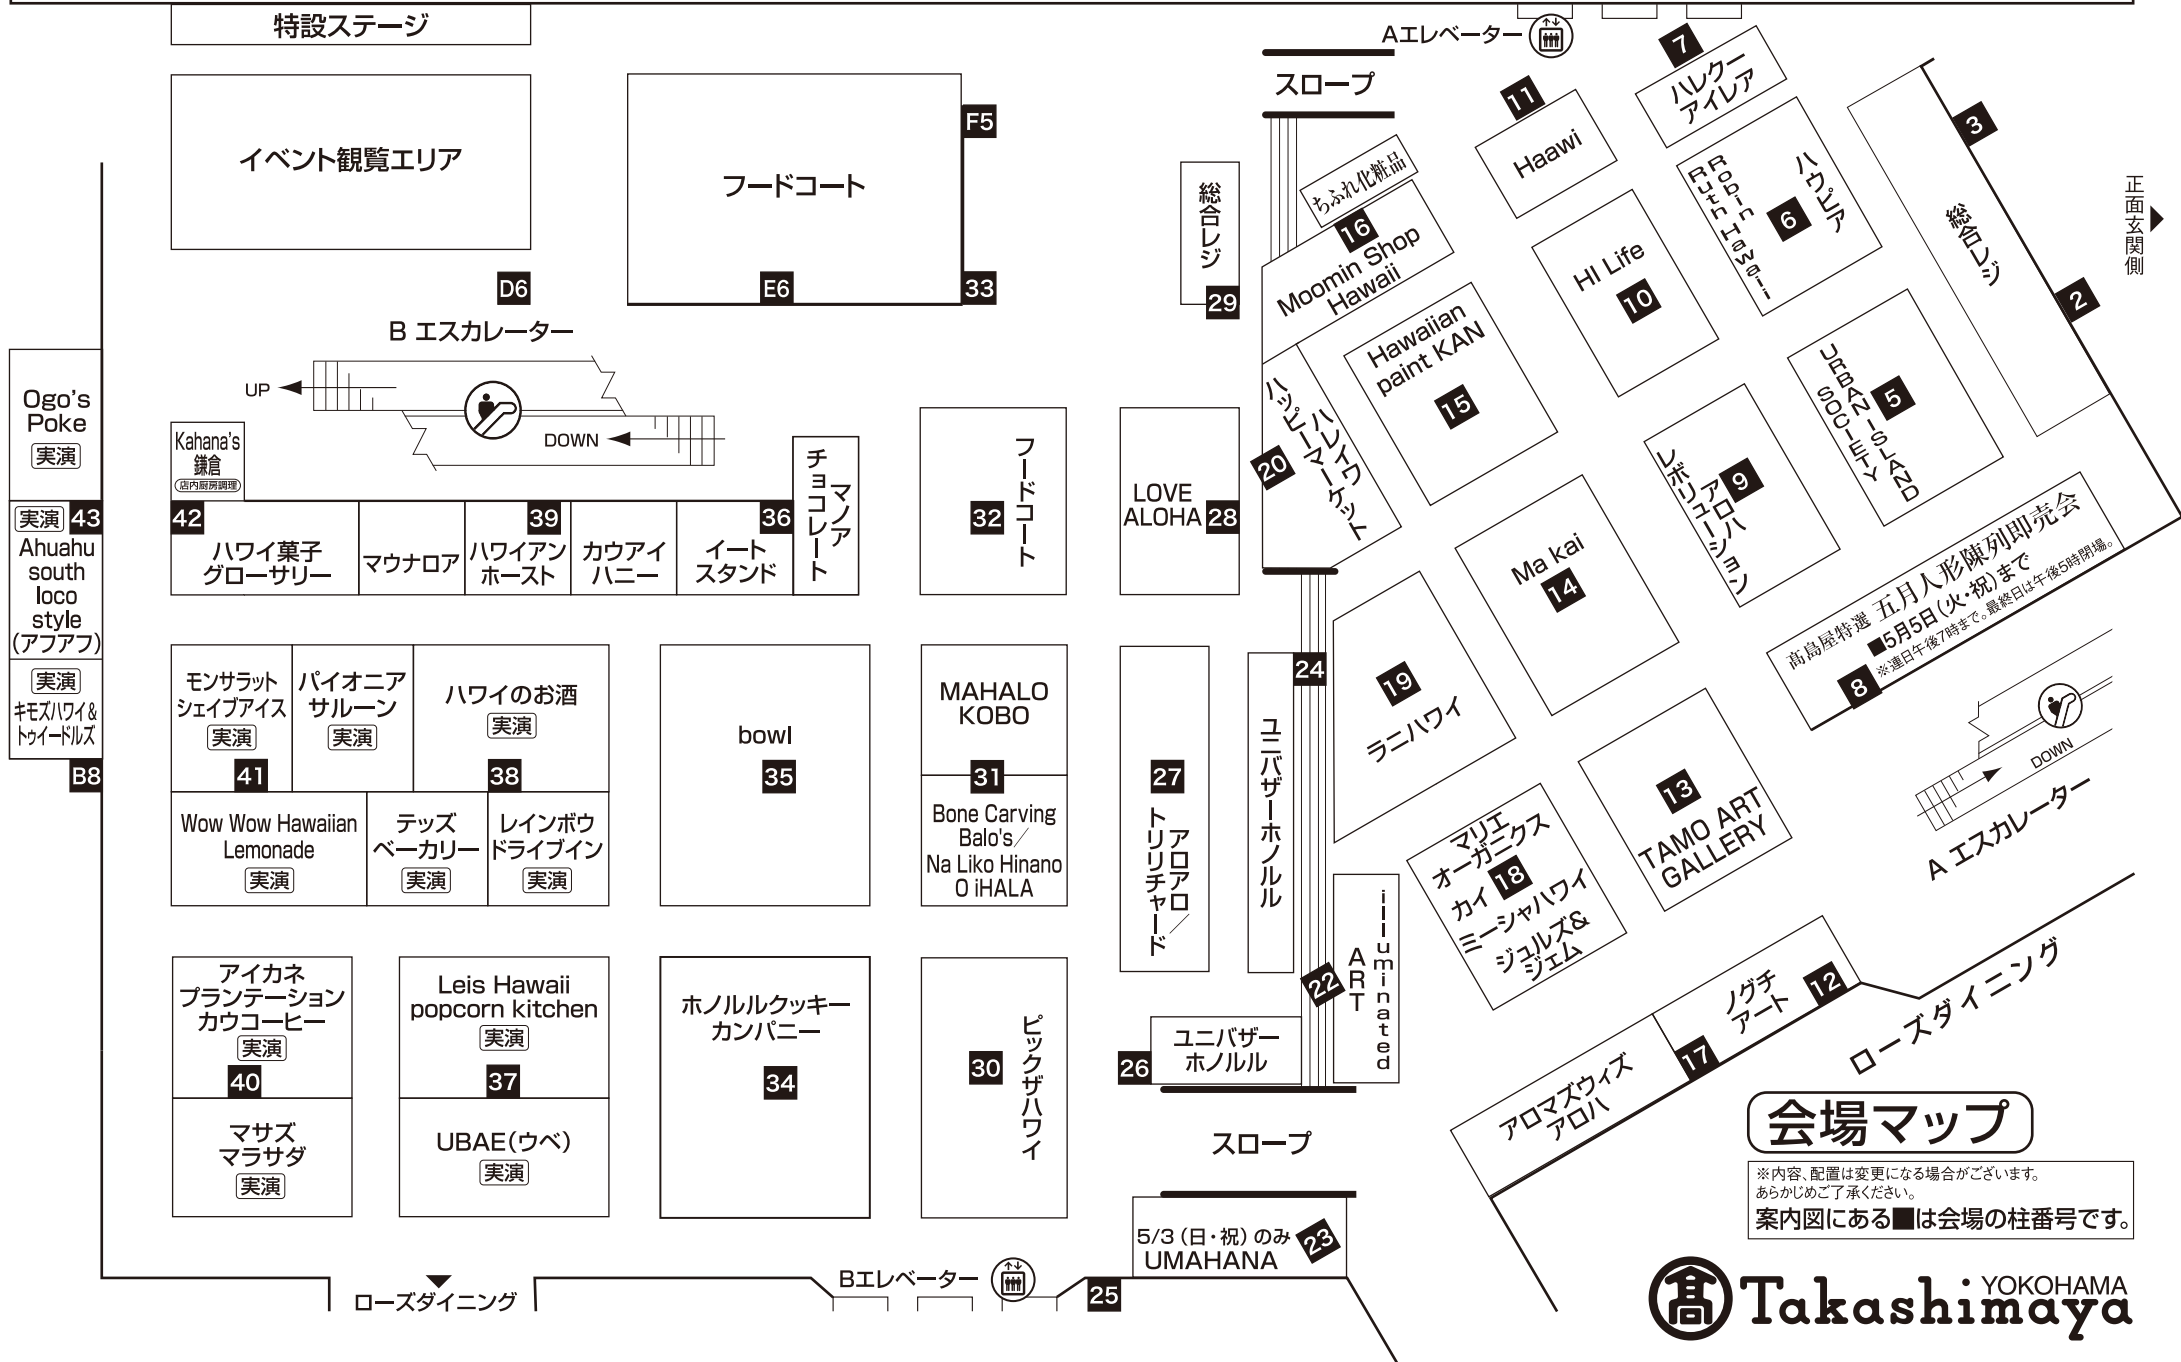 特設ステージ
イベント観覧エリア
フードコート
F5
D6
E6
33
Aエレベーター
スロープ
総合レジ
29
ちふれ化粧品
16
Moomin Shop
Hawaii
11
Haawi
7
ハレクー
アイレア
Robin Hawaii
Ruth Hawaii
6
ハウピア
3
総合レジ
2
正面玄関側
HI Life
10
Hawaiian
paint KAN
15
ハレイワ
ハッピーマーケット
20
URBAN ISLAND
SOCIETY
5
アロハ
レボリューション
9
Ma kai
14
髙島屋特選 五月人形陳列即売会
■5月5日(火・祝)まで
※連日午後7時まで。最終日は午後5時閉場。
8
B エスカレーター
UP
DOWN
Ogo's
Poke
実演
実演
43
Ahuahu
south
loco
style
(アフアフ)
実演
キモズハワイ&
トゥイードルズ
B8
Kahana's
鎌倉
店内厨房調理
42
ハワイ菓子
グローサリー
マウナロア
39
ハワイアン
ホースト
カウアイ
ハニー
36
イート
スタンド
マノア
チョコレート
32
フードコート
LOVE
ALOHA
28
モンサラット
シェイブアイス
実演
41
パイオニア
サルーン
実演
ハワイのお酒
実演
38
Wow Wow Hawaiian
Lemonade
実演
テッズ
ベーカリー
実演
レインボウ
ドライブイン
実演
bowl
35
MAHALO
KOBO
31
Bone Carving
Balo's/
Na Liko Hinano
O iHALA
27
アロアロ/
トリリチャード
24
ユニバザーホノルル
19
ラニハワイ
13
TAMO ART
GALLERY
マリエ
オーガニクス
カイ
18
ミーシャハワイ
ジュルズ&
ジェム
DOWN
A エスカレーター
アイカネ
プランテーション
カウコーヒー
実演
40
マサズ
マラサダ
実演
Leis Hawaii
popcorn kitchen
実演
37
UBAE(ウベ)
実演
ホノルルクッキー
カンパニー
34
30
ピックザハワイ
26
ユニバザー
ホノルル
22
illuminated
ART
12
ノグチ
アート
17
アロマズウィズ
アロハ
ローズダイニング
スロープ
5/3(日・祝)のみ
UMAHANA
23
25
Bエレベーター
ローズダイニング
会場マップ
※内容、配置は変更になる場合がございます。
あらかじめご了承ください。
案内図にある■は会場の柱番号です。
髙
Takashimaya
YOKOHAMA